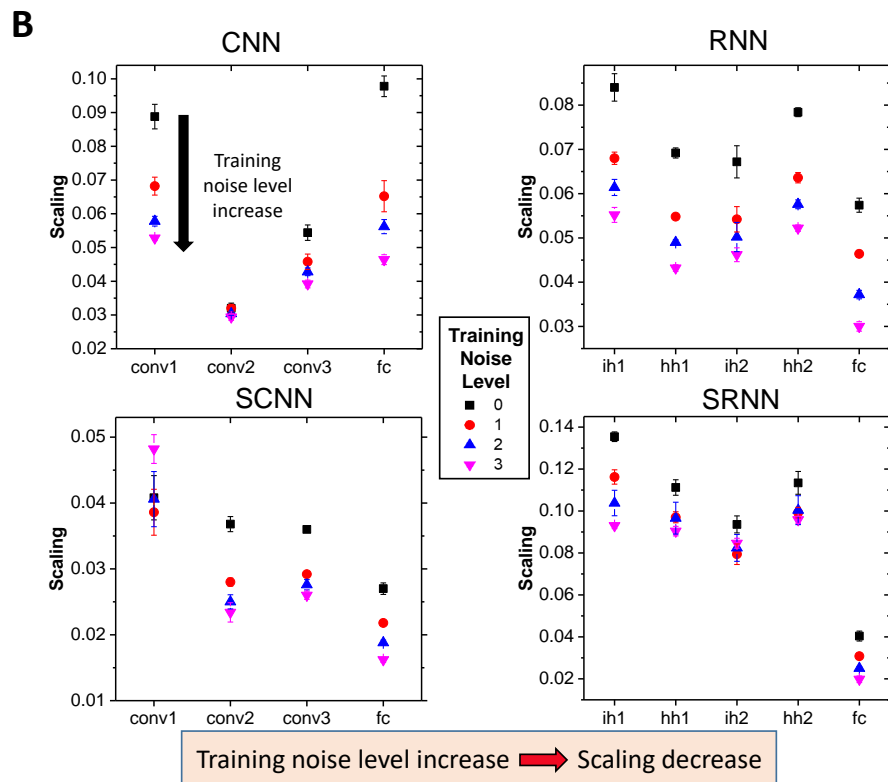 B
CNN
Scaling
0.10
0.09
0.08
0.07
0.06
0.05
0.04
0.03
0.02
Training
noise level
increase
conv1 conv2 conv3 fc
RNN
Scaling
0.08
0.07
0.06
0.05
0.04
0.03
ih1 hh1 ih2 hh2 fc
Training
Noise
Level
0
1
2
3
SCNN
Scaling
0.05
0.04
0.03
0.02
0.01
conv1 conv2 conv3 fc
SRNN
Scaling
0.14
0.12
0.10
0.08
0.06
0.04
0.02
ih1 hh1 ih2 hh2 fc
Training noise level increase Scaling decrease